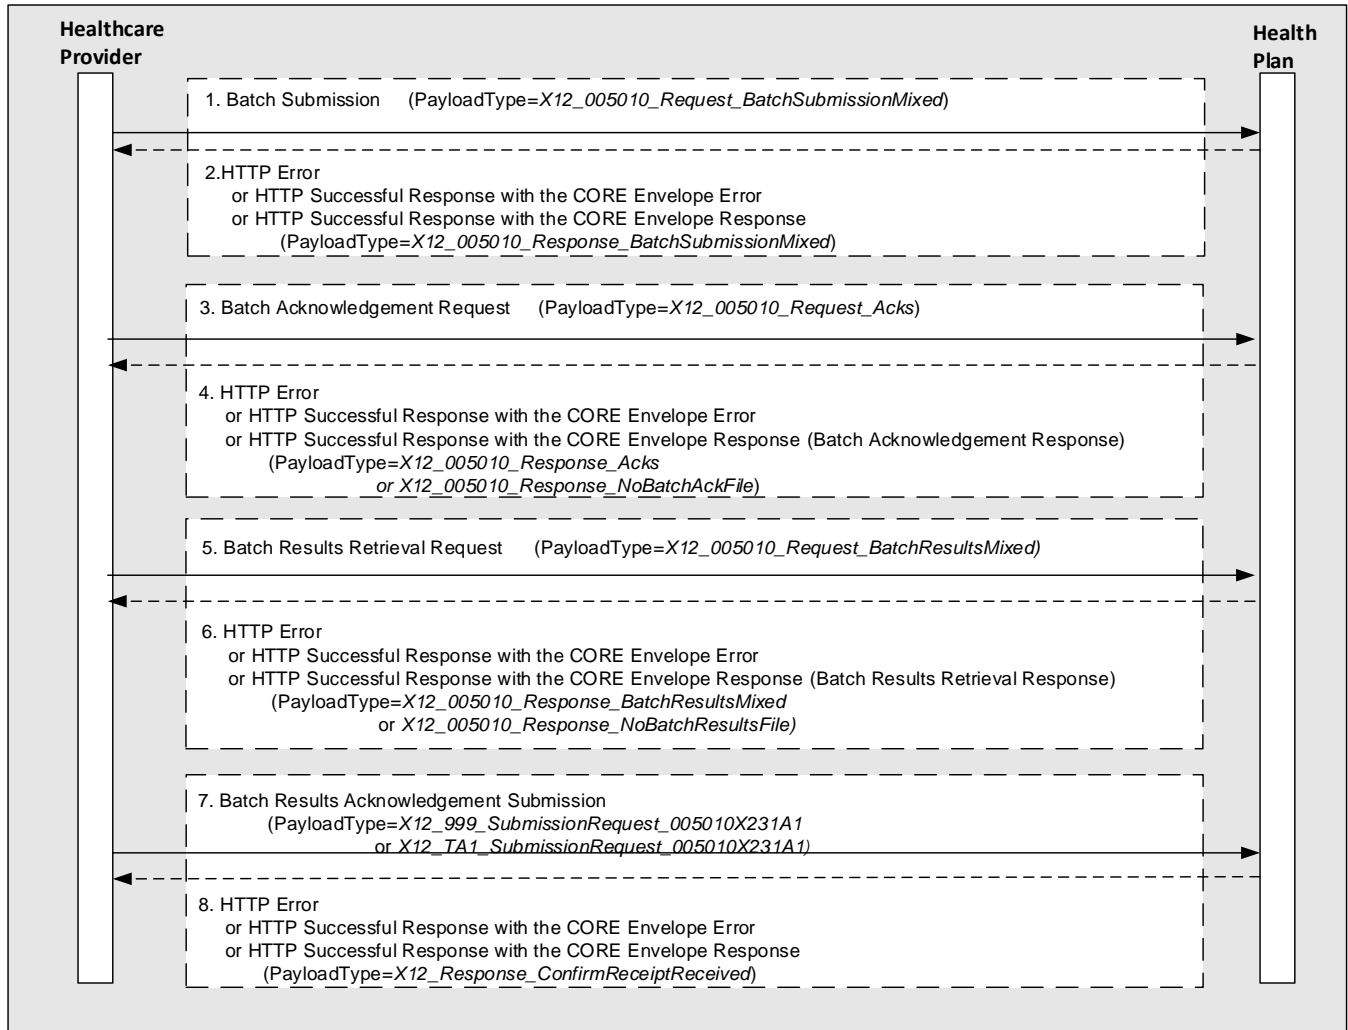 Healthcare
Provider
Health
Plan
1. Batch Submission (PayloadType=X12_005010_Request_BatchSubmissionMixed)
2.HTTP Error
or HTTP Successful Response with the CORE Envelope Error
or HTTP Successful Response with the CORE Envelope Response
(PayloadType=X12_005010_Response_BatchSubmissionMixed)
3. Batch Acknowledgement Request (PayloadType=X12_005010_Request_Acks)
4. HTTP Error
or HTTP Successful Response with the CORE Envelope Error
or HTTP Successful Response with the CORE Envelope Response (Batch Acknowledgement Response)
(PayloadType=X12_005010_Response_Acks
or X12_005010_Response_NoBatchAckFile)
5. Batch Results Retrieval Request (PayloadType=X12_005010_Request_BatchResultsMixed)
6. HTTP Error
or HTTP Successful Response with the CORE Envelope Error
or HTTP Successful Response with the CORE Envelope Response (Batch Results Retrieval Response)
(PayloadType=X12_005010_Response_BatchResultsMixed
or X12_005010_Response_NoBatchResultsFile)
7. Batch Results Acknowledgement Submission
(PayloadType=X12_999_SubmissionRequest_005010X231A1
or X12_TA1_SubmissionRequest_005010X231A1)
8. HTTP Error
or HTTP Successful Response with the CORE Envelope Error
or HTTP Successful Response with the CORE Envelope Response
(PayloadType=X12_Response_ConfirmReceiptReceived)